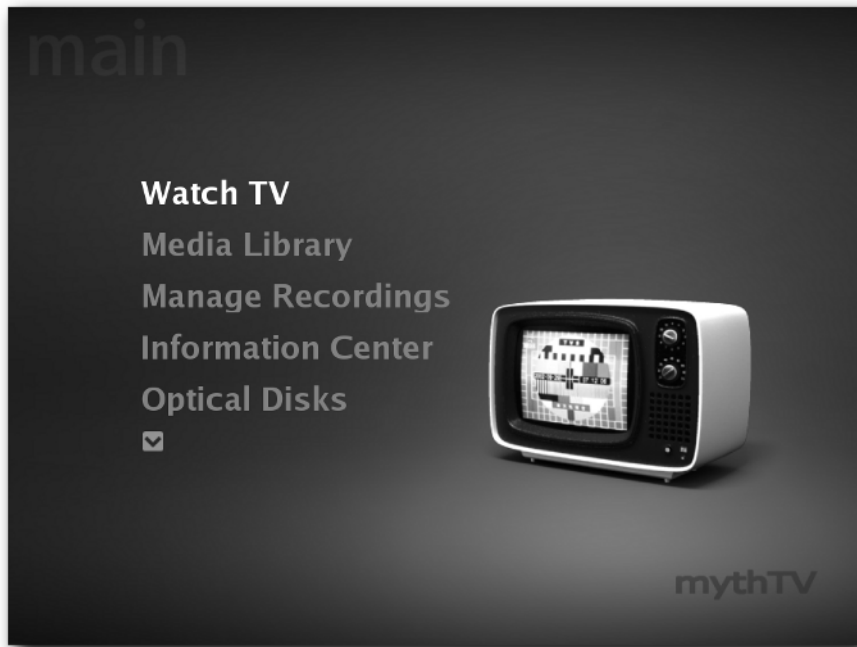 main
Watch TV
Media Library
Manage Recordings
Information Center
Optical Disks
mythTV